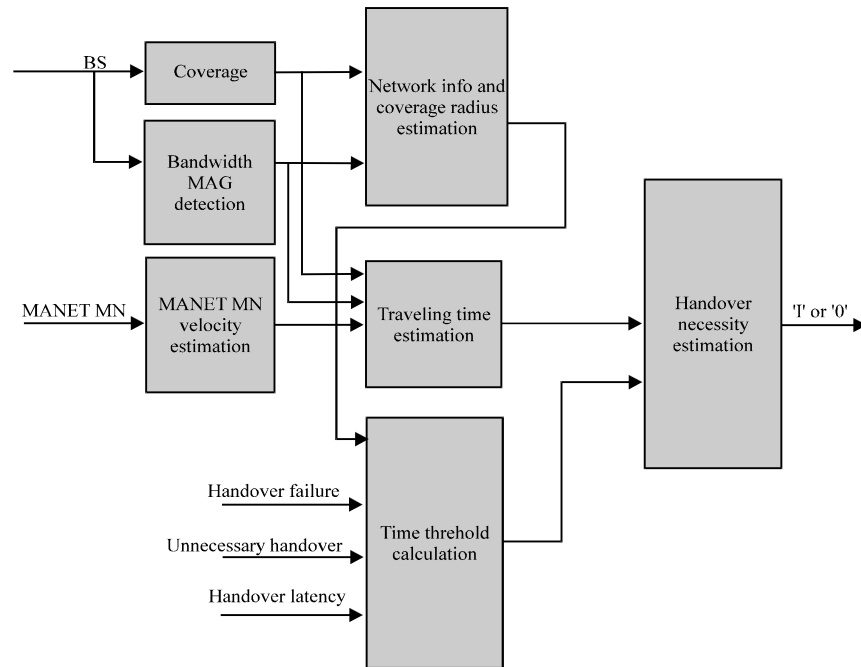 BS
Coverage
Network info and
coverage radius
estimation
Bandwidth
MAG
detection
MANET MN
MANET MN
velocity
estimation
Traveling time
estimation
Handover
necessity
estimation
'I' or '0'
Handover failure
Unnecessary handover
Handover latency
Time threhold
calculation